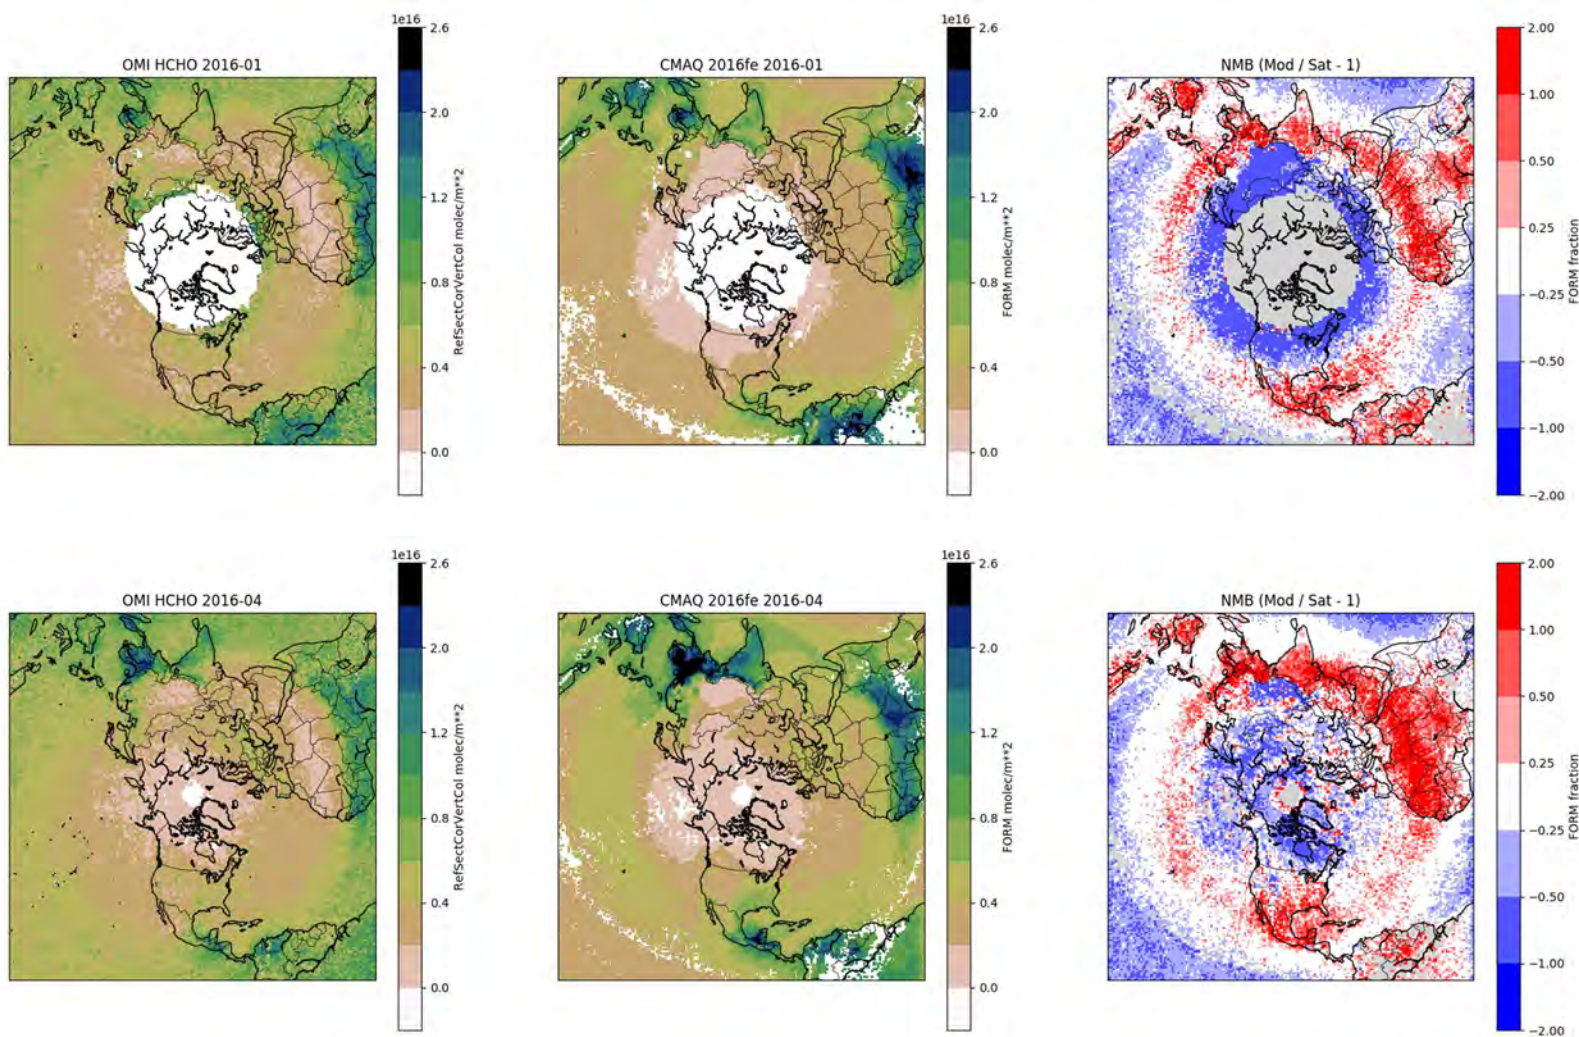 OMI HCHO 2016-01
1e16
2.6
2.0
1.2
0.8
0.4
0.0
RefSectCorVertCol molec/m**2
CMAQ 2016fe 2016-01
1e16
2.6
2.0
1.2
0.8
0.4
0.0
FORM molec/m**2
NMB (Mod / Sat - 1)
2.00
1.00
0.50
0.25
−0.25
−0.50
−1.00
−2.00
FORM fraction
OMI HCHO 2016-04
1e16
2.6
2.0
1.2
0.8
0.4
0.0
RefSectCorVertCol molec/m**2
CMAQ 2016fe 2016-04
1e16
2.6
2.0
1.2
0.8
0.4
0.0
FORM molec/m**2
NMB (Mod / Sat - 1)
2.00
1.00
0.50
0.25
−0.25
−0.50
−1.00
−2.00
FORM fraction